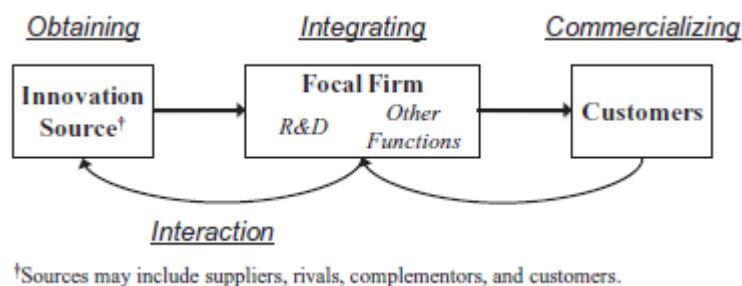 Obtaining
Integrating
Commercializing
Innovation
Source†
Focal Firm
R&D
Other
Functions
Customers
Interaction
†Sources may include suppliers, rivals, complementors, and customers.